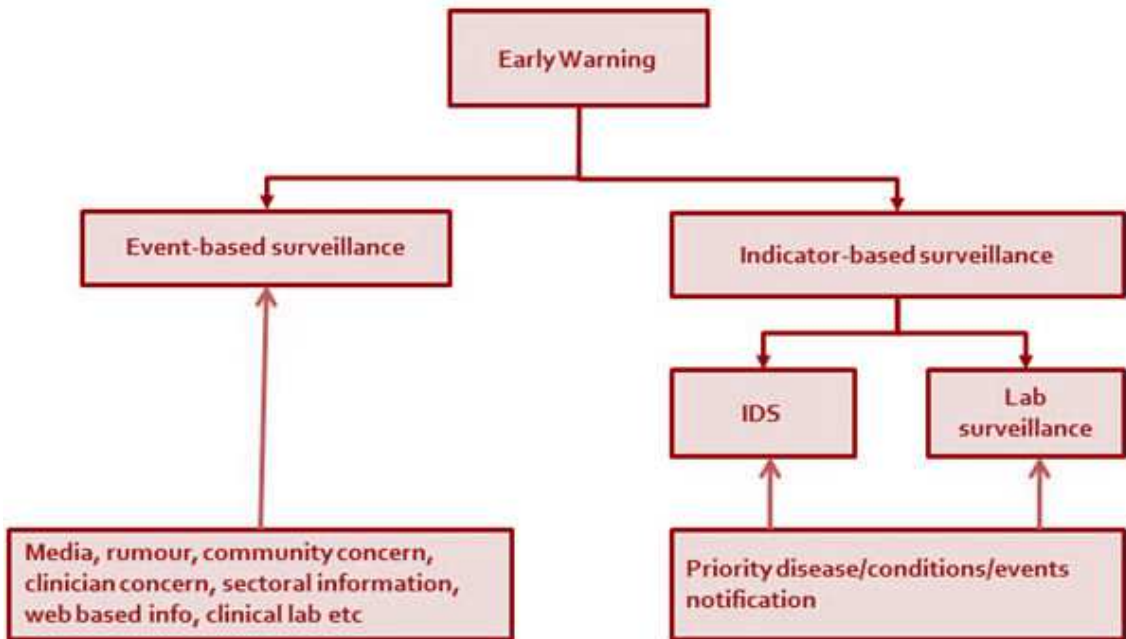 Early Warning
Event-based surveillance
Indicator-based surveillance
IDS
Lab
surveillance
Media, rumour, community concern,
clinician concern, sectoral information,
web based info, clinical lab etc
Priority disease/conditions/events
notification